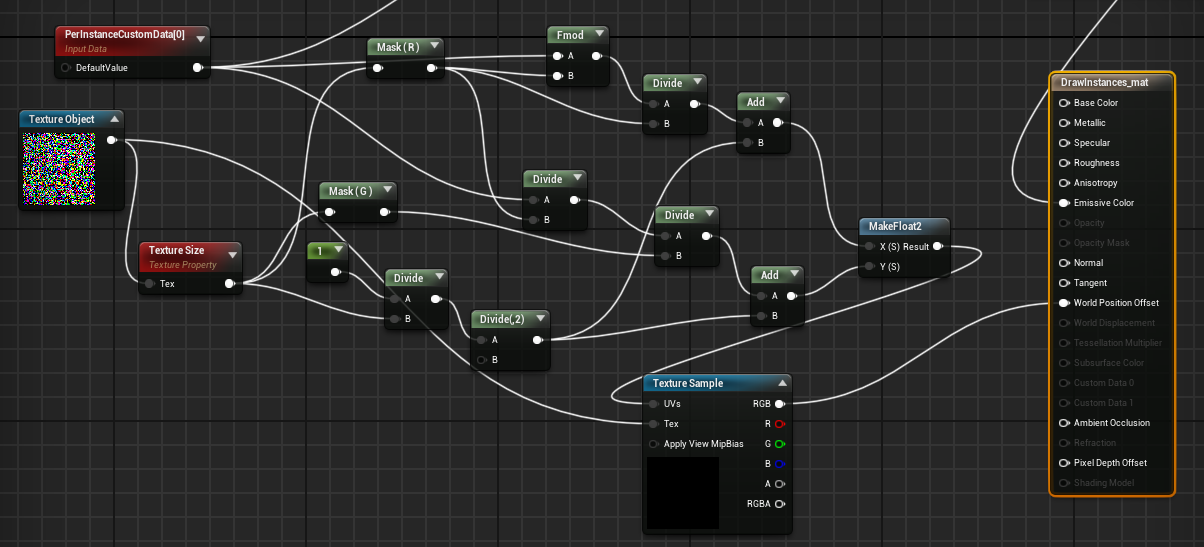 PerInstanceCustomData[0]
Input Data
DefaultValue
Mask ( R )
Fmod
A
B
Divide
A
B
Add
A
B
Texture Object
Mask ( G )
Divide
A
B
Divide
A
B
MakeFloat2
X (S) Result
Y (S)
Texture Size
Texture Property
Tex
1
Divide
A
B
Add
A
B
Divide(,2)
A
B
Texture Sample
UVs
RGB
Tex
R
Apply View MipBias
G
B
A
RGBA
DrawInstances_mat
Base Color
Metallic
Specular
Roughness
Anisotropy
Emissive Color
Opacity
Opacity Mask
Normal
Tangent
World Position Offset
World Displacement
Tessellation Multiplier
Subsurface Color
Custom Data 0
Custom Data 1
Ambient Occlusion
Refraction
Pixel Depth Offset
Shading Model